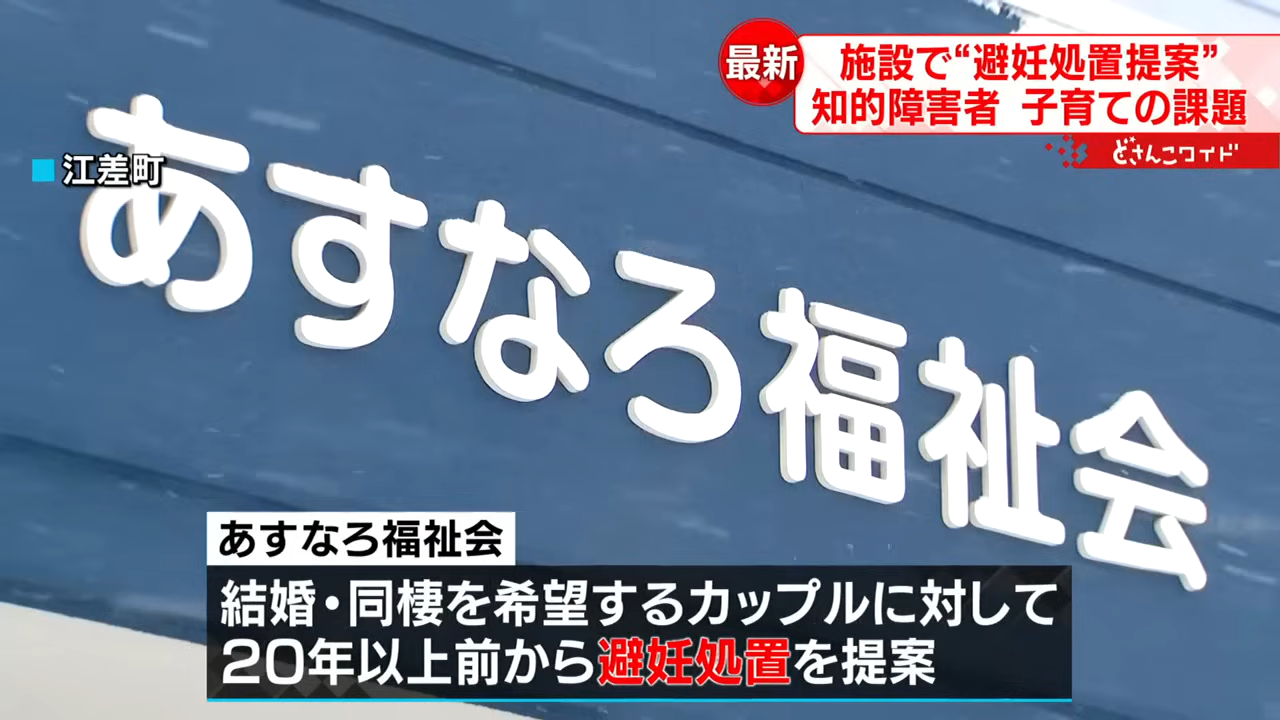 最新
施設で“避妊処置提案”
知的障害者 子育ての課題
どさんこワイド
江差町
あすなろ福祉会
あすなろ福祉会
結婚・同棲を希望するカップルに対して
20年以上前から避妊処置を提案